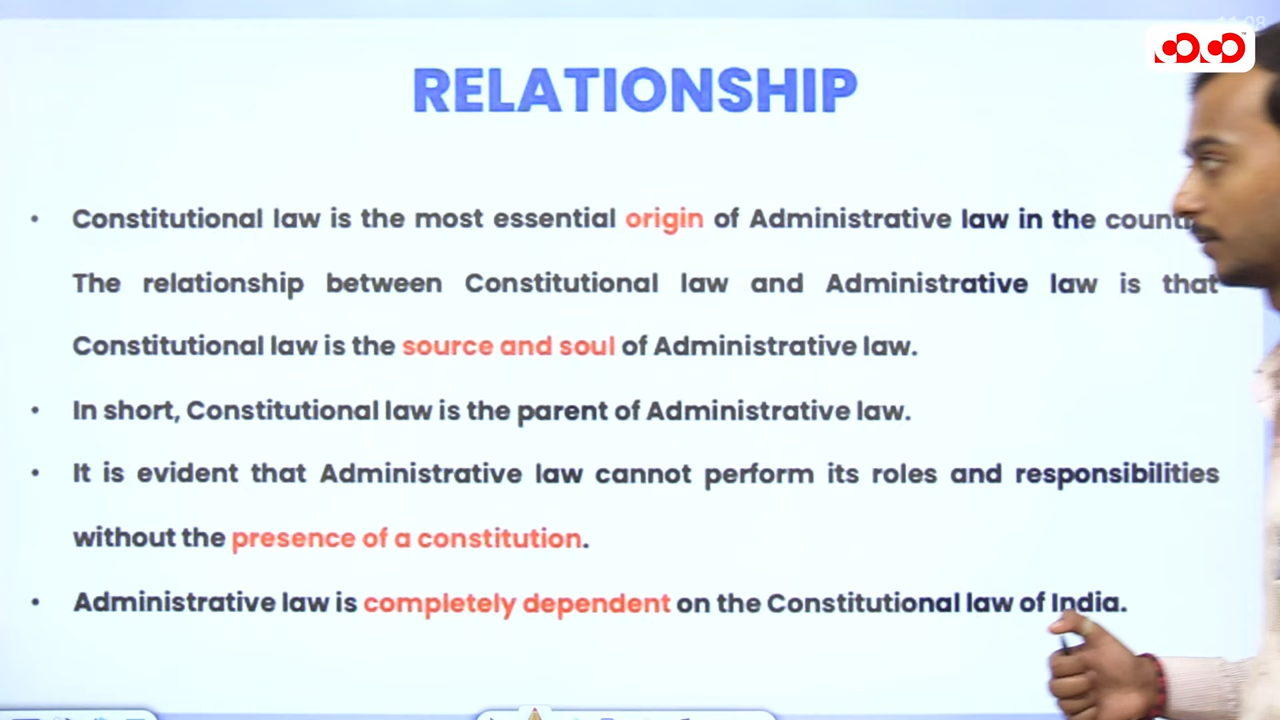 RELATIONSHIP
• Constitutional law is the most essential origin of Administrative law in the
The relationship between Constitutional law and Administrative law is that
Constitutional law is the source and soul of Administrative law.
• In short, Constitutional law is the parent of Administrative law.
• It is evident that Administrative law cannot perform its roles and responsibilities
without the presence of a constitution.
• Administrative law is completely dependent on the Constitutional law of India.